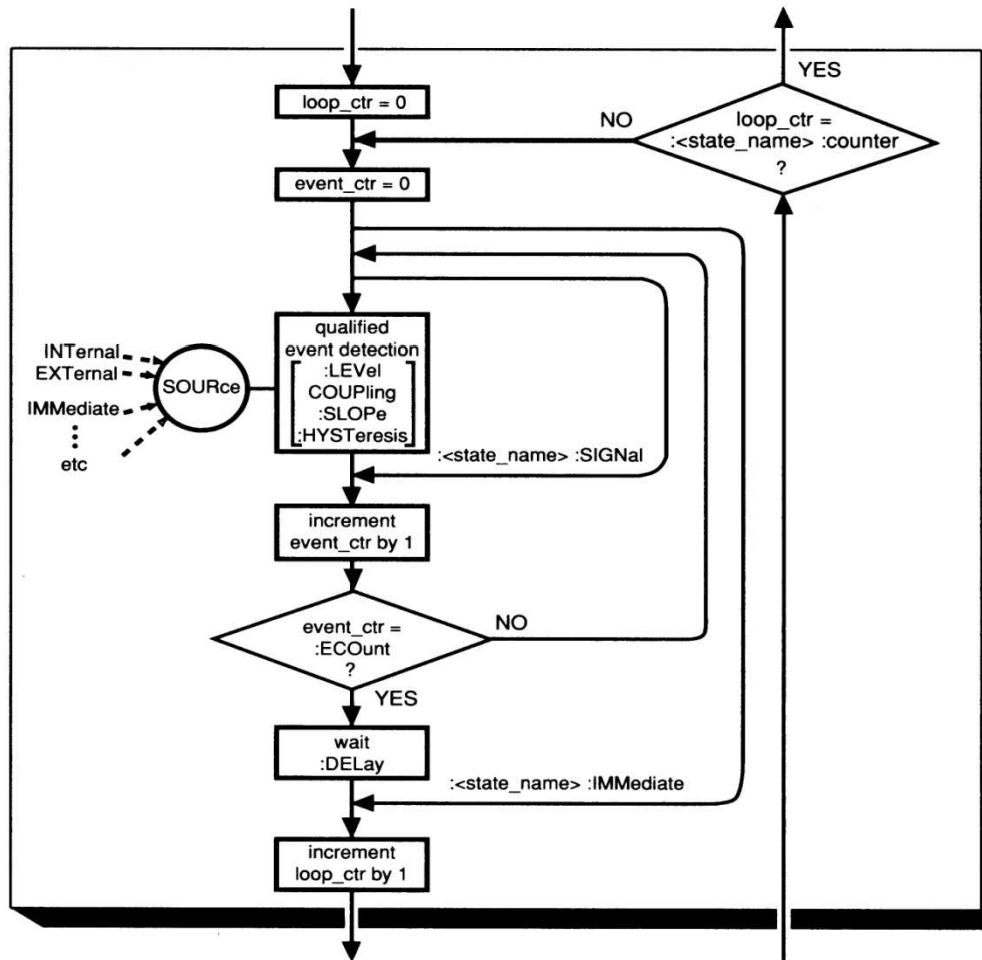 YES
loop_ctr = 0
NO
loop_ctr =
:<state_name> :counter
?
event_ctr = 0
qualified
event detection
:LEVel
COUPling
:SLOPe
:HYSTeresis
INTernal
EXTernal
IMMediate
etc
SOURce
:<state_name> :SIGNal
increment
event_ctr by 1
event_ctr =
:ECOunt
?
NO
YES
wait
:DELay
:<state_name> :IMMediate
increment
loop_ctr by 1